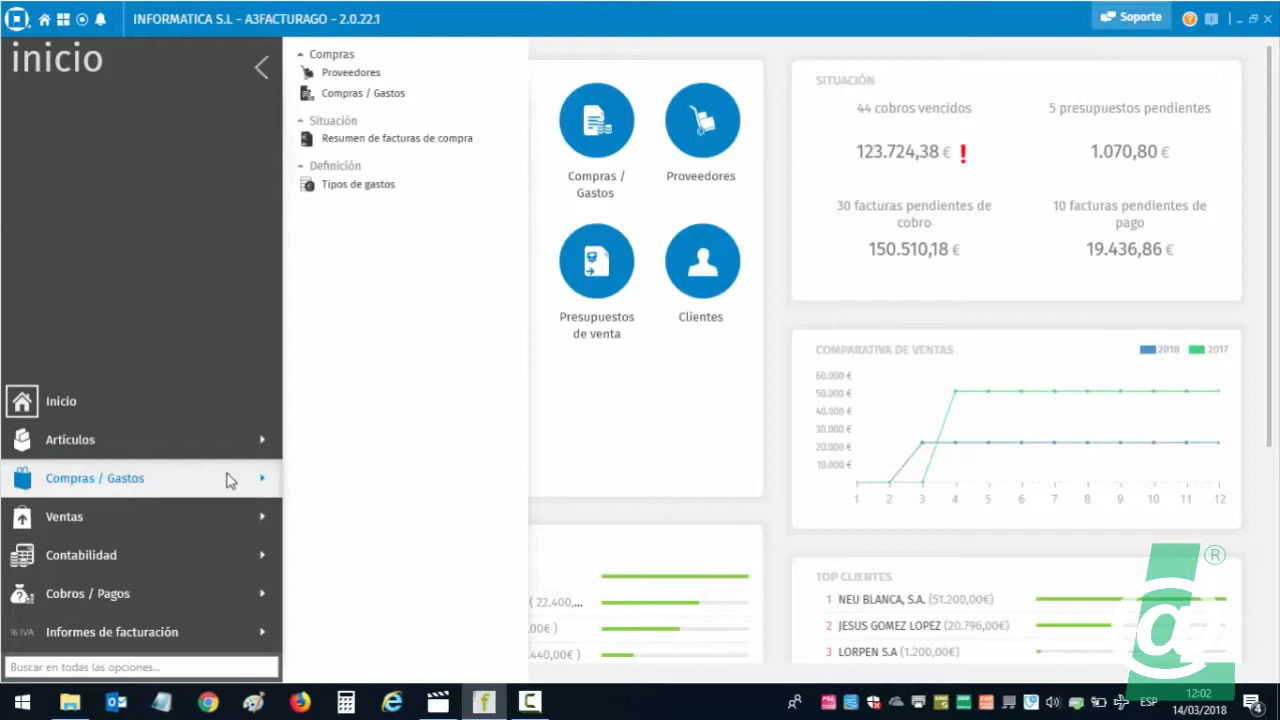 INFORMATICA S.L - A3FACTURAGO - 2.0.22.1
Soporte
inicio
Inicio
Artículos
Compras / Gastos
Ventas
Contabilidad
Cobros / Pagos
% IVA Informes de facturación
Buscar en todas las opciones...
Compras
Proveedores
Compras / Gastos
Situación
Resumen de facturas de compra
Definición
Tipos de gastos
Compras /
Gastos
Proveedores
Presupuestos
de venta
Clientes
( 22.400,...
.00€ )
.440,00€ )
SITUACIÓN
44 cobros vencidos
123.724,38 € !
5 presupuestos pendientes
1.070,80 €
30 facturas pendientes de
cobro
150.510,18 €
10 facturas pendientes de
pago
19.436,86 €
COMPARATIVA DE VENTAS
2018 2017
60.000 €
50.000 €
40.000 €
30.000 €
20.000 €
10.000 €
1 2 3 4 5 6 7 8 9 10 11 12
TOP CLIENTES
1 NEU BLANCA, S.A. (51.200,00€)
2 JESUS GOMEZ LOPEZ (20.796,00€)
3 LORPEN S.A (1.200,00€)
®
ESP
12:02
14/03/2018
4